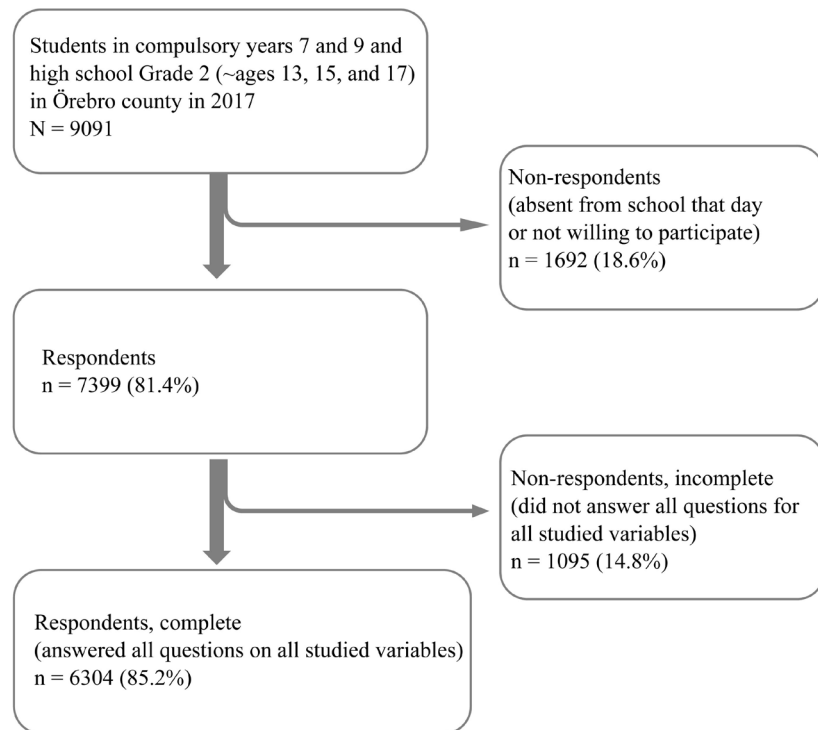 Students in compulsory years 7 and 9 and
high school Grade 2 (~ages 13, 15, and 17)
in Örebro county in 2017
N = 9091
Non-respondents
(absent from school that day
or not willing to participate)
n = 1692 (18.6%)
Respondents
n = 7399 (81.4%)
Non-respondents, incomplete
(did not answer all questions for
all studied variables)
n = 1095 (14.8%)
Respondents, complete
(answered all questions on all studied variables)
n = 6304 (85.2%)